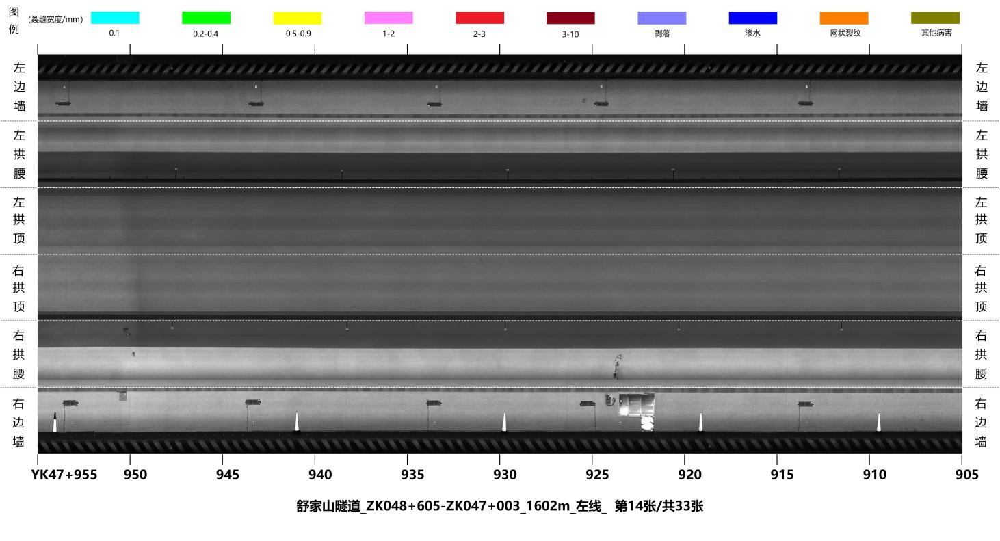 图例 (裂缝宽度/mm) 0.1 0.2-0.4 0.5-0.9 1-2 2-3 3-10 剥落 渗水 网状裂纹 其他病害
左边墙 左边墙
左拱腰 左拱腰
左拱顶 左拱顶
右拱顶 右拱顶
右拱腰 右拱腰
右边墙 右边墙
YK47+955 950 945 940 935 930 925 920 915 910 905
舒家山隧道_ZK048+605-ZK047+003_1602m_左线_ 第14张/共33张